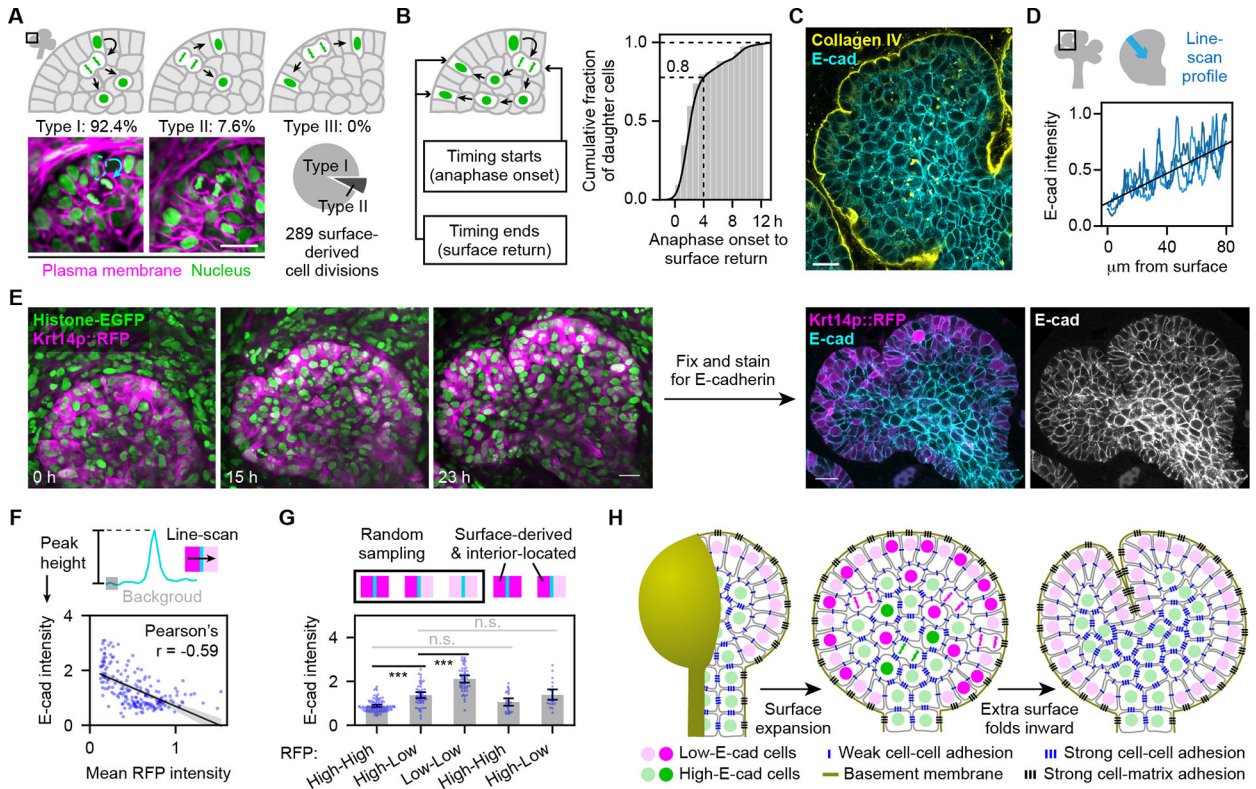 A
Type I: 92.4%
Type II: 7.6%
Type III: 0%
Type I
Type II
289 surface-
derived
cell divisions
Plasma membrane
Nucleus
B
Timing starts
(anaphase onset)
Timing ends
(surface return)
Cumulative fraction
of daughter cells
1.0
0.8
0.5
0.0
0
4
8
12 h
Anaphase onset to
surface return
C
Collagen IV
E-cad
D
Line-
scan
profile
E-cad intensity
1.0
0.5
0.0
0
40
80
μm from surface
E
Histone-EGFP
Krt14p::RFP
0 h
15 h
23 h
Fix and stain
for E-cadherin
Krt14p::RFP
E-cad
E-cad
F
Peak
height
Line-scan
Backgroud
E-cad intensity
4
3
2
1
0
Pearson's
r = -0.59
0
1
Mean RFP intensity
G
Random
sampling
Surface-derived
& interior-located
E-cad intensity
4
3
2
1
0
n.s.
n.s.
***
***
RFP:
High-High
High-Low
Low-Low
High-High
High-Low
H
Surface
expansion
Extra surface
folds inward
Low-E-cad cells
High-E-cad cells
Weak cell-cell adhesion
Basement membrane
Strong cell-cell adhesion
Strong cell-matrix adhesion